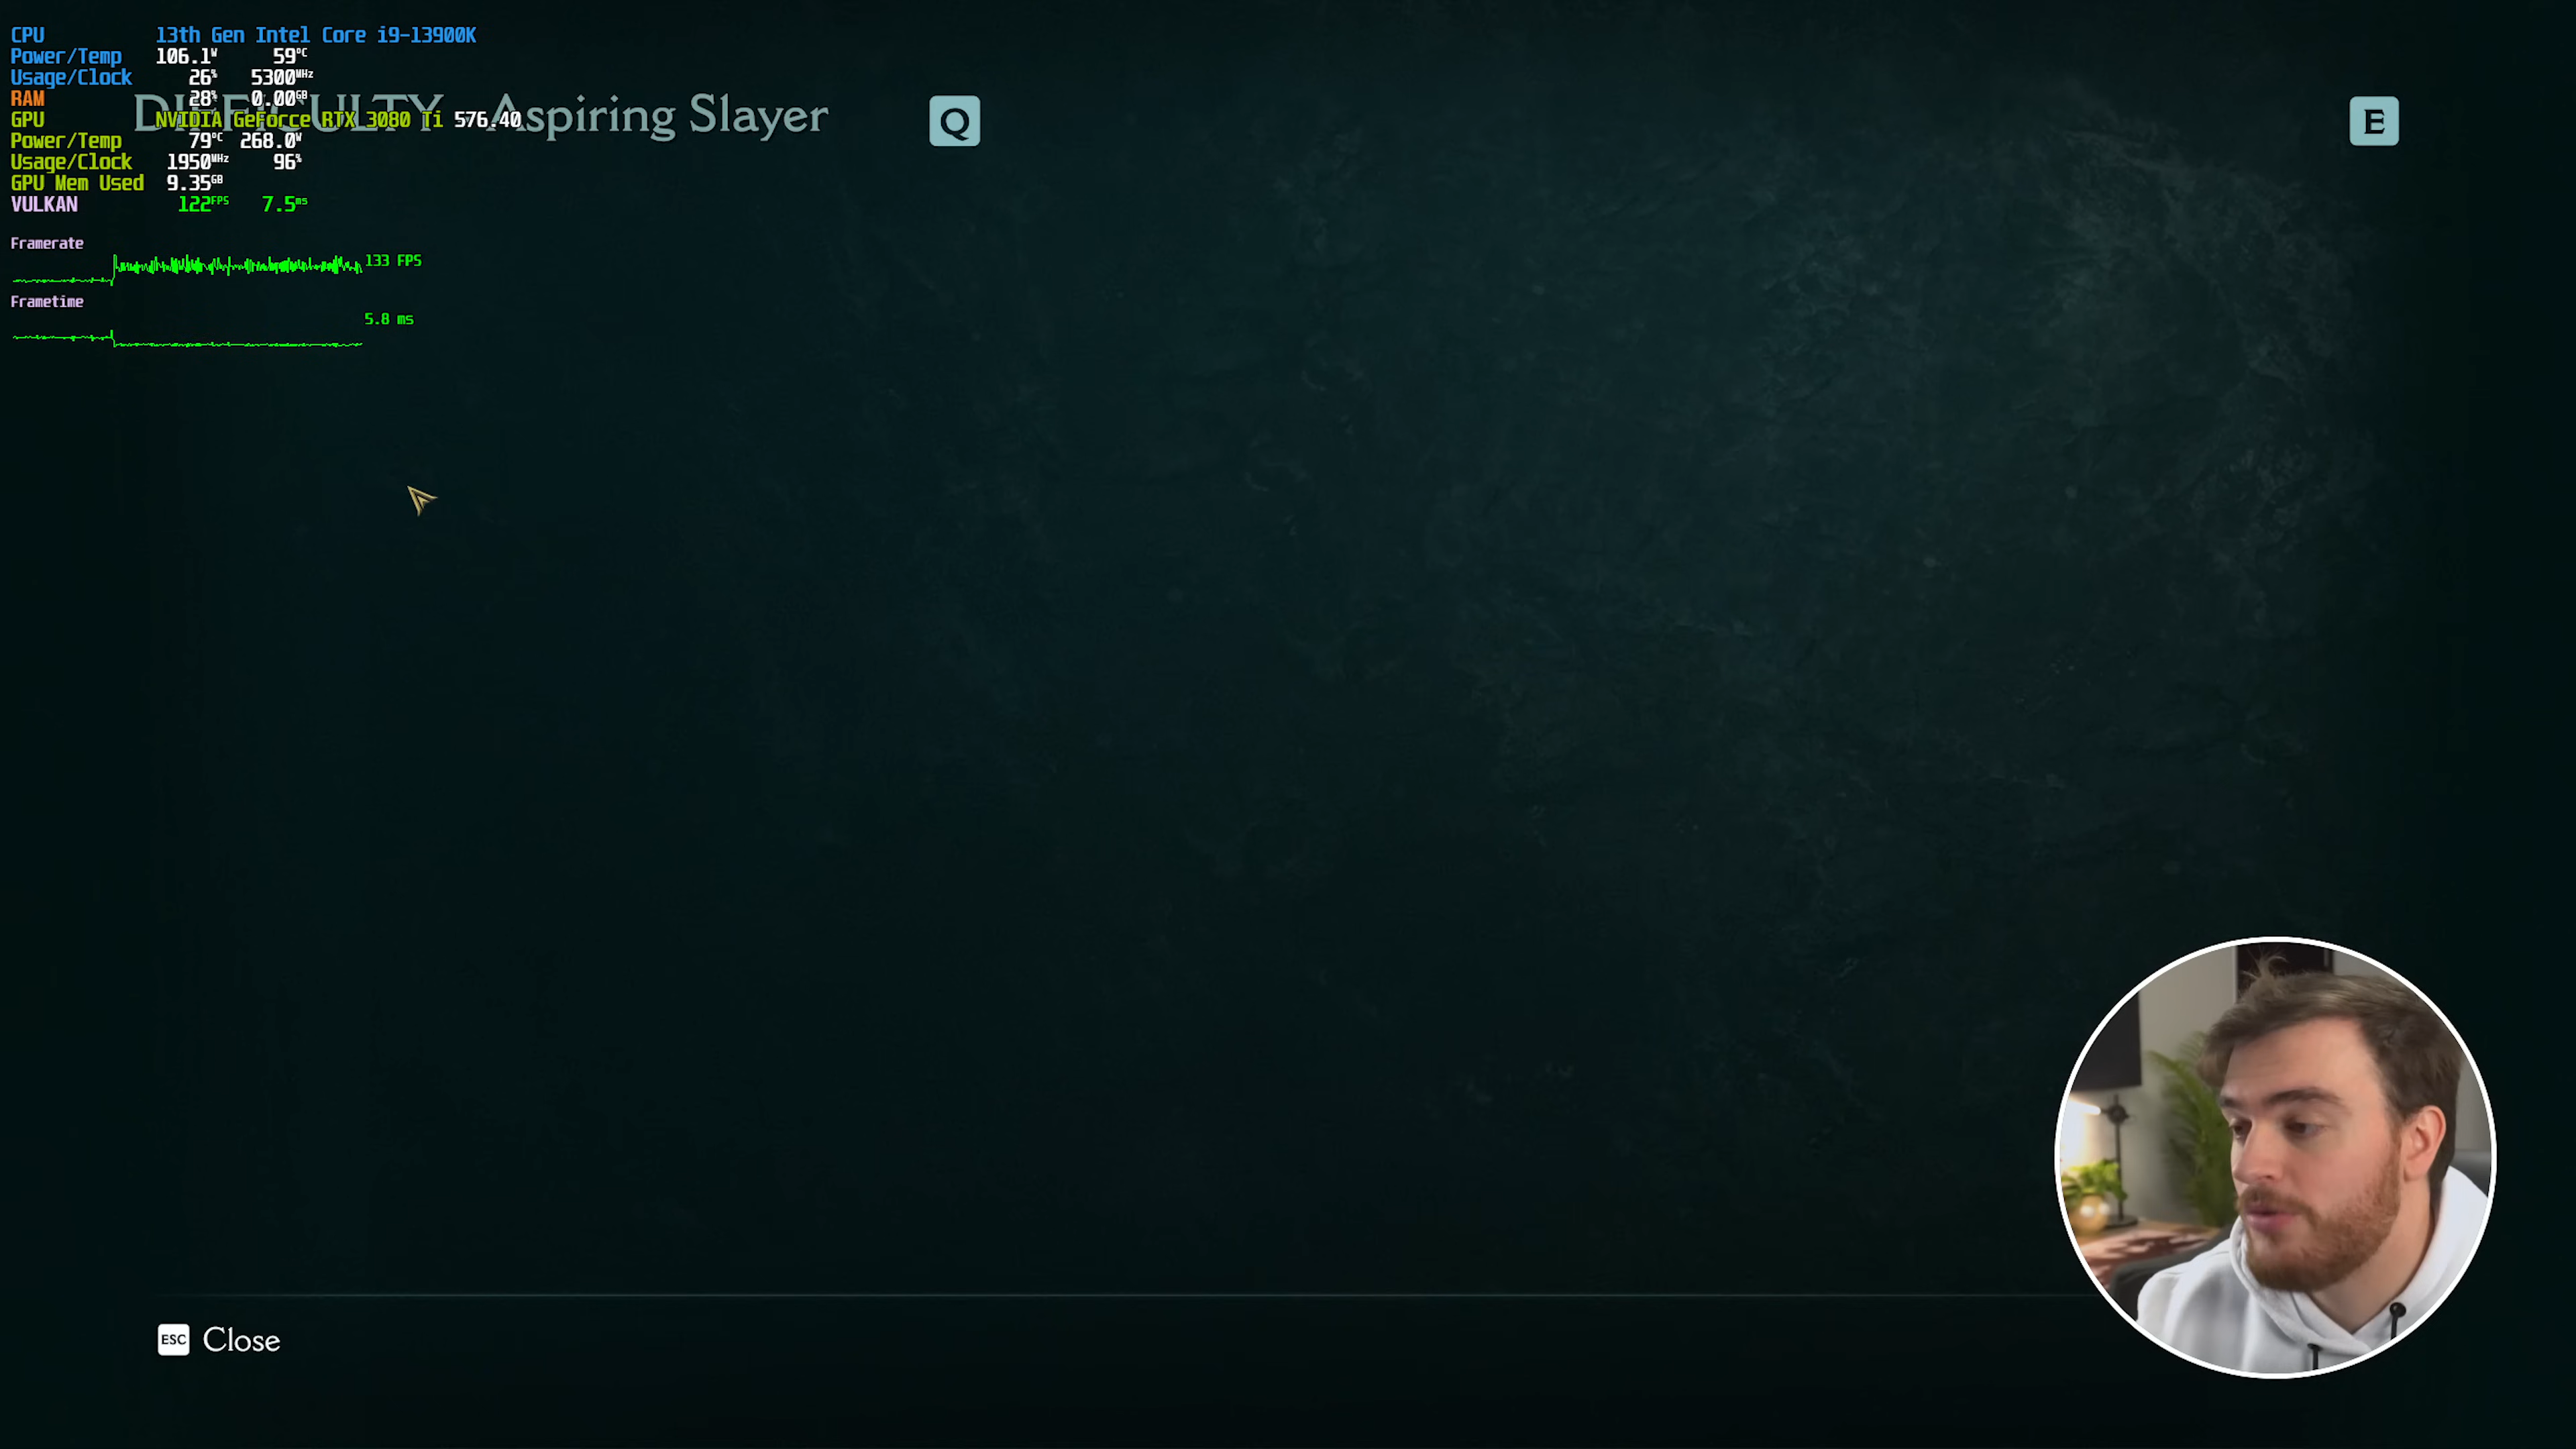 CPU 13th Gen Intel Core i9-13900K
Power/Temp 106.1W 59°C
Usage/Clock 26% 5300MHz
RAM 28% 0.00GB
DIFFICULTY - Aspiring Slayer Q E
GPU NVIDIA GeForce RTX 3080 Ti 576.40
Power/Temp 79°C 268.0W
Usage/Clock 1950MHz 96%
GPU Mem Used 9.35GB
VULKAN 122FPS 7.5ms
Framerate
133 FPS
Frametime
5.8 ms
ESC Close